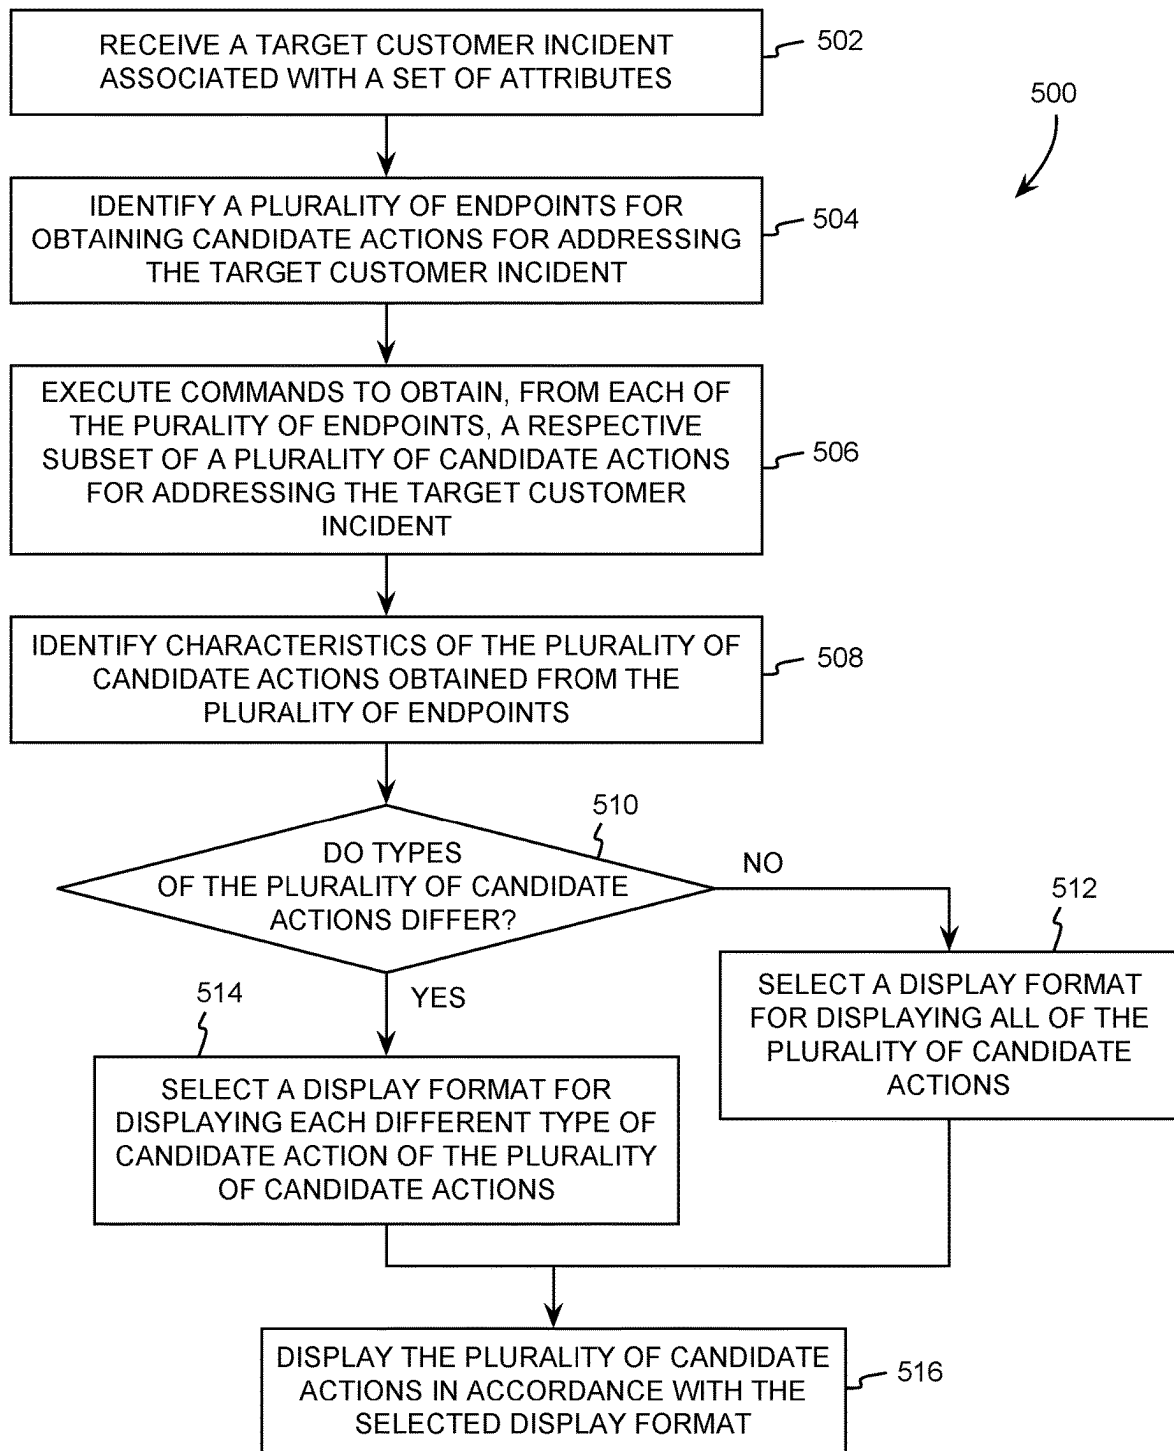 RECEIVE A TARGET CUSTOMER INCIDENT
ASSOCIATED WITH A SET OF ATTRIBUTES
502
500
IDENTIFY A PLURALITY OF ENDPOINTS FOR
OBTAINING CANDIDATE ACTIONS FOR ADDRESSING
THE TARGET CUSTOMER INCIDENT
504
EXECUTE COMMANDS TO OBTAIN, FROM EACH OF
THE PURALITY OF ENDPOINTS, A RESPECTIVE
SUBSET OF A PLURALITY OF CANDIDATE ACTIONS
FOR ADDRESSING THE TARGET CUSTOMER
INCIDENT
506
IDENTIFY CHARACTERISTICS OF THE PLURALITY OF
CANDIDATE ACTIONS OBTAINED FROM THE
PLURALITY OF ENDPOINTS
508
510
DO TYPES
OF THE PLURALITY OF CANDIDATE
ACTIONS DIFFER?
NO
512
SELECT A DISPLAY FORMAT
FOR DISPLAYING ALL OF THE
PLURALITY OF CANDIDATE
ACTIONS
YES
514
SELECT A DISPLAY FORMAT FOR
DISPLAYING EACH DIFFERENT TYPE OF
CANDIDATE ACTION OF THE PLURALITY
OF CANDIDATE ACTIONS
DISPLAY THE PLURALITY OF CANDIDATE
ACTIONS IN ACCORDANCE WITH THE
SELECTED DISPLAY FORMAT
516